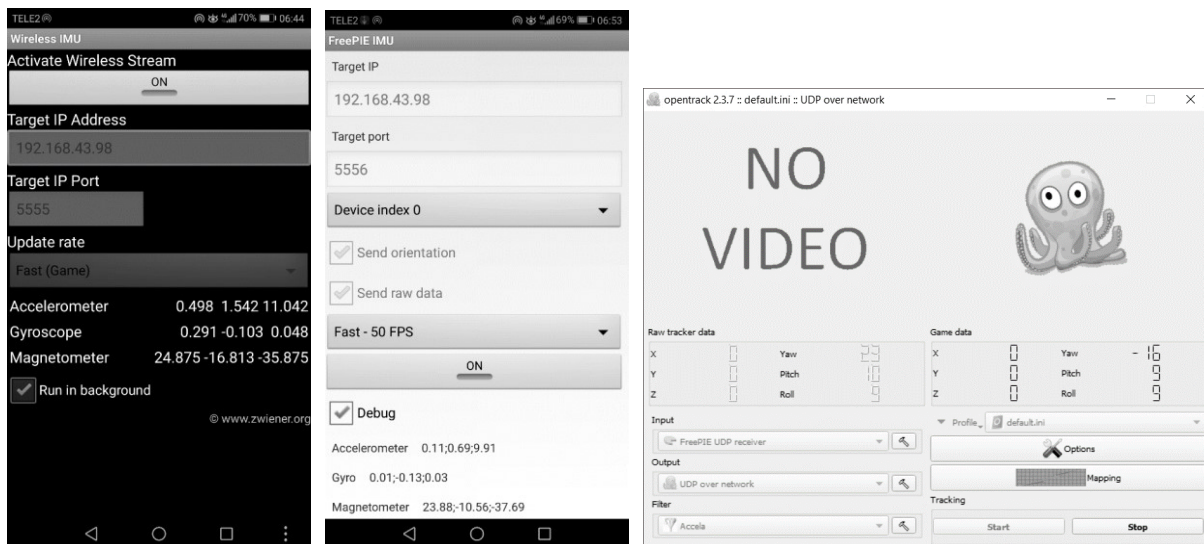 TELE2 70% 06:44
Wireless IMU
Activate Wireless Stream
ON
Target IP Address
192.168.43.98
Target IP Port
5555
Update rate
Fast (Game)
Accelerometer 0.498 1.542 11.042
Gyroscope 0.291 -0.103 0.048
Magnetometer 24.875 -16.813 -35.875
Run in background
© www.zwiener.org
TELE2 69% 06:53
FreePIE IMU
Target IP
192.168.43.98
Target port
5556
Device index 0
Send orientation
Send raw data
Fast - 50 FPS
ON
Debug
Accelerometer 0.11;0.69;9.91
Gyro 0.01;-0.13;0.03
Magnetometer 23.88;-10.56;-37.69
opentrack 2.3.7 :: default.ini :: UDP over network
NO
VIDEO
Raw tracker data
X 0 Yaw 29
Y 0 Pitch 10
Z 0 Roll 9
Game data
X 0 Yaw -16
Y 0 Pitch 9
Z 0 Roll 9
Input
FreePIE UDP receiver
Output
UDP over network
Filter
Accela
Profile default.ini
Options
Mapping
Tracking
Start Stop